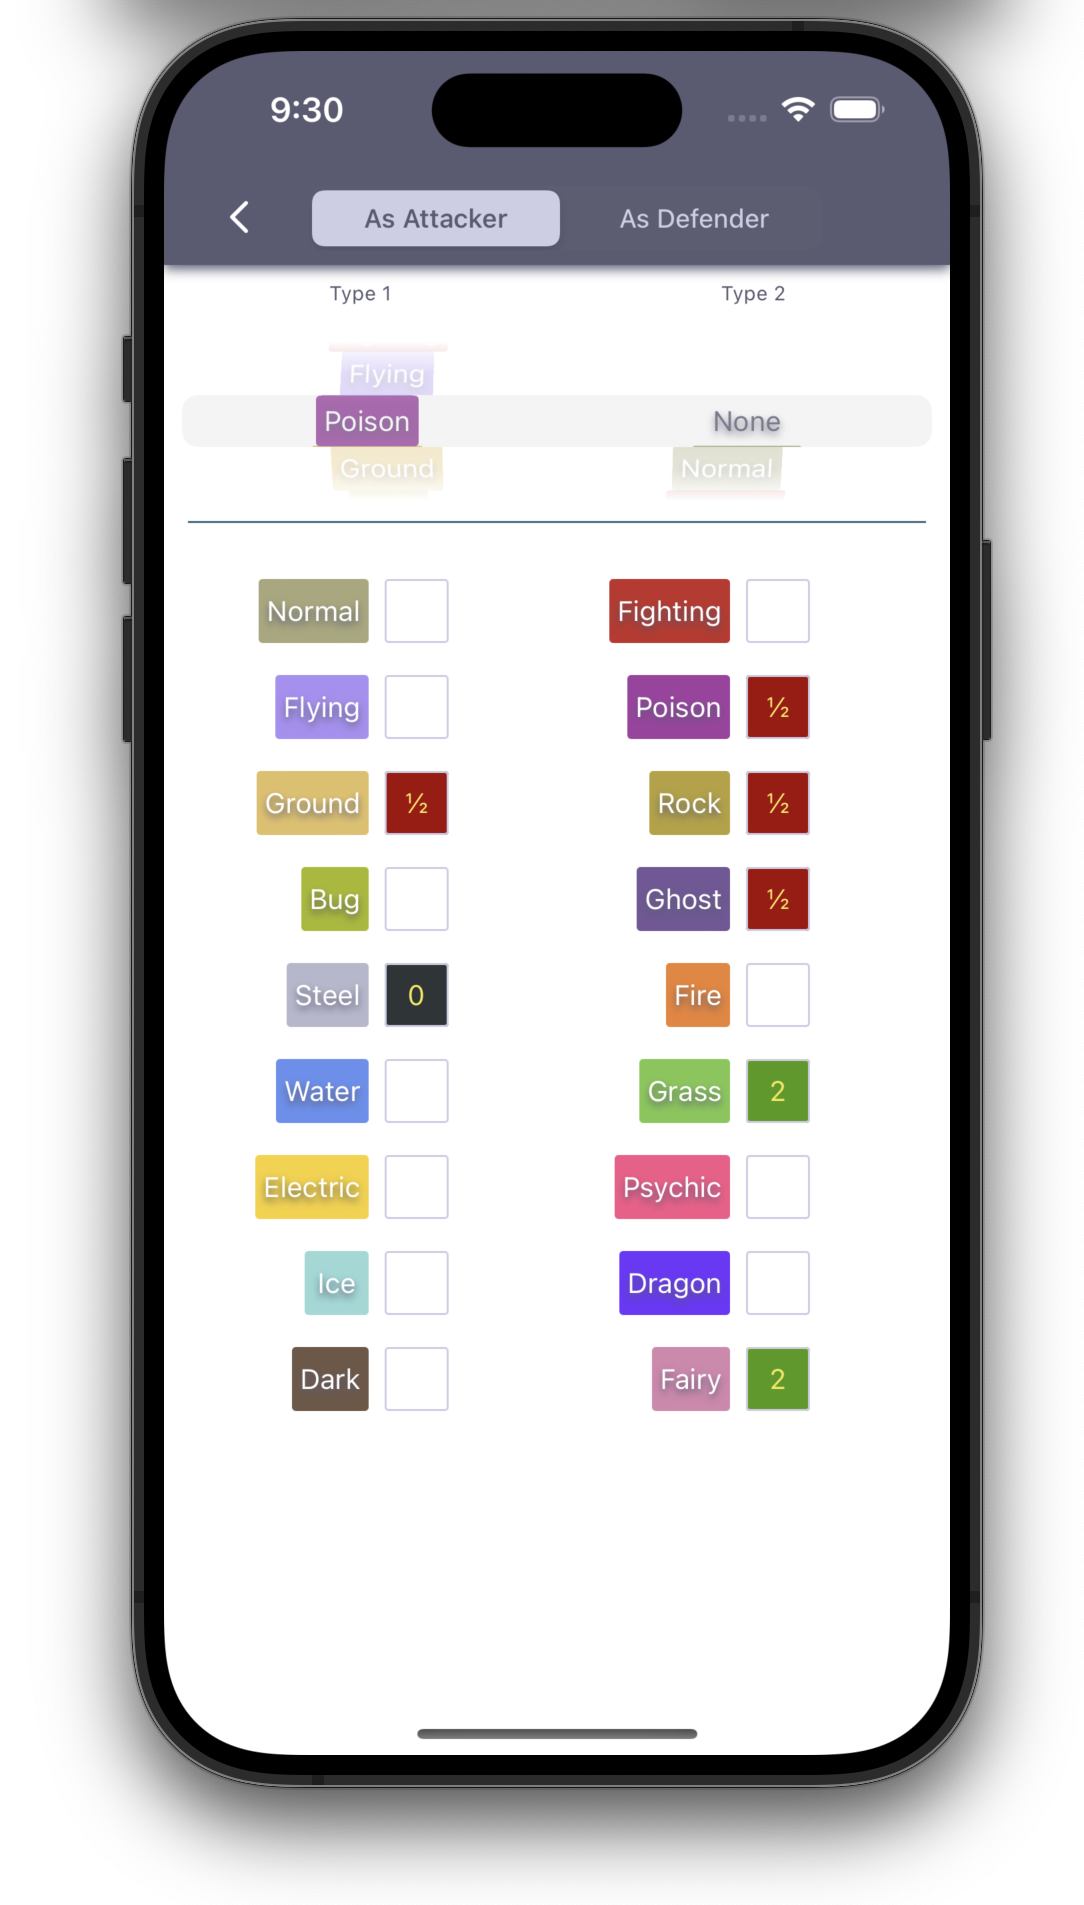 9:30
As Attacker As Defender
Type 1 Type 2
Flying
Poison None
Ground Normal
Normal Fighting
Flying Poison ½
Ground ½ Rock ½
Bug Ghost ½
Steel 0 Fire
Water Grass 2
Electric Psychic
Ice Dragon
Dark Fairy 2